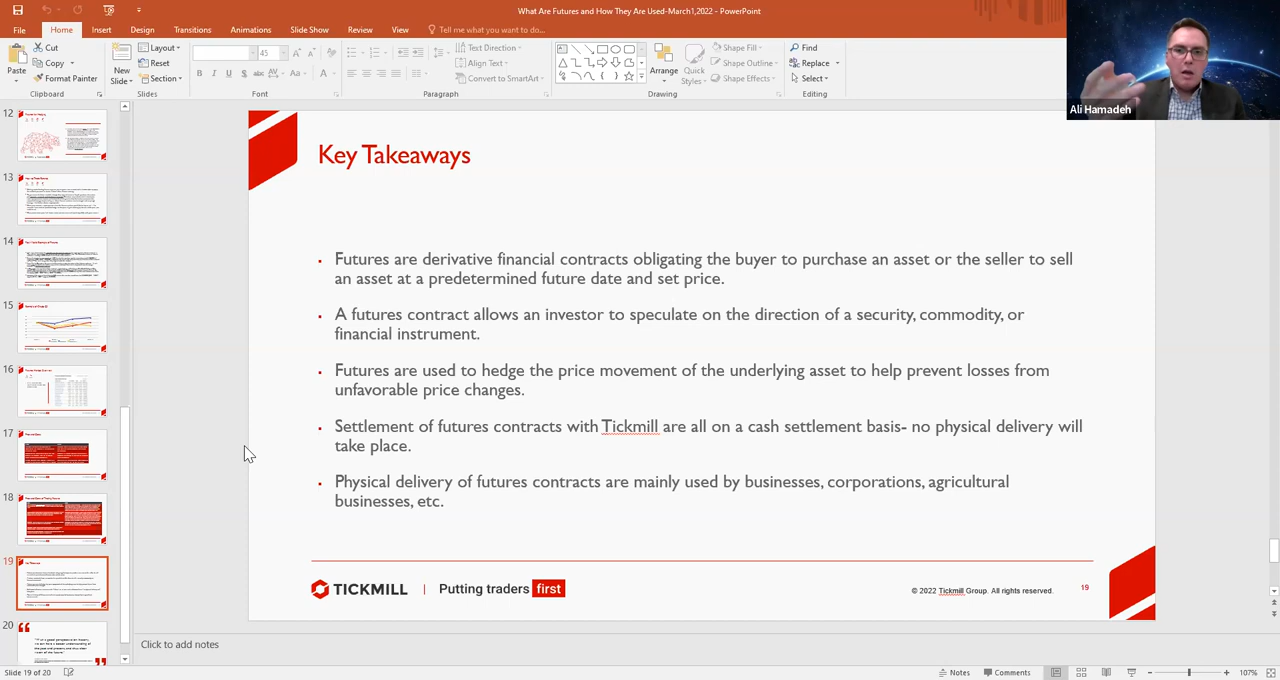 What Are Futures and How They Are Used-March1,2022 - PowerPoint
File Home Insert Design Transitions Animations Slide Show Review View Tell me what you want to do...
Cut
Copy
Format Painter
Paste
Clipboard
New
Slide
Layout
Reset
Section
Slides
45
Font
Paragraph
Text Direction
Align Text
Convert to SmartArt
Arrange
Quick
Styles
Shape Fill
Shape Outline
Shape Effects
Drawing
Find
Replace
Select
Editing
Ali Hamadeh
12
13
14
15
16
17
18
19
20
Key Takeaways
• Futures are derivative financial contracts obligating the buyer to purchase an asset or the seller to sell
an asset at a predetermined future date and set price.
• A futures contract allows an investor to speculate on the direction of a security, commodity, or
financial instrument.
• Futures are used to hedge the price movement of the underlying asset to help prevent losses from
unfavorable price changes.
• Settlement of futures contracts with Tickmill are all on a cash settlement basis- no physical delivery will
take place.
• Physical delivery of futures contracts are mainly used by businesses, corporations, agricultural
businesses, etc.
TICKMILL | Putting traders first
© 2022 Tickmill Group. All rights reserved.
19
Click to add notes
Slide 19 of 20
Notes
Comments
107%